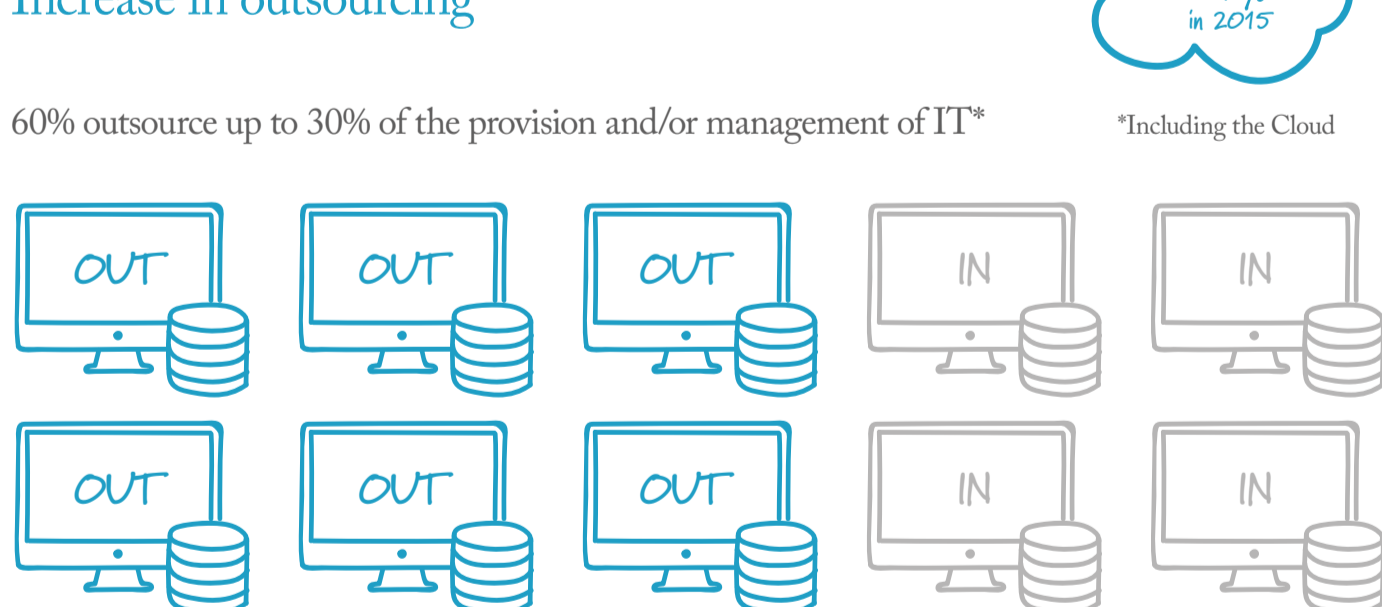 Increase in outsourcing
in 2015
60% outsource up to 30% of the provision and/or management of IT*
*Including the Cloud
OUT OUT OUT IN IN
OUT OUT OUT IN IN